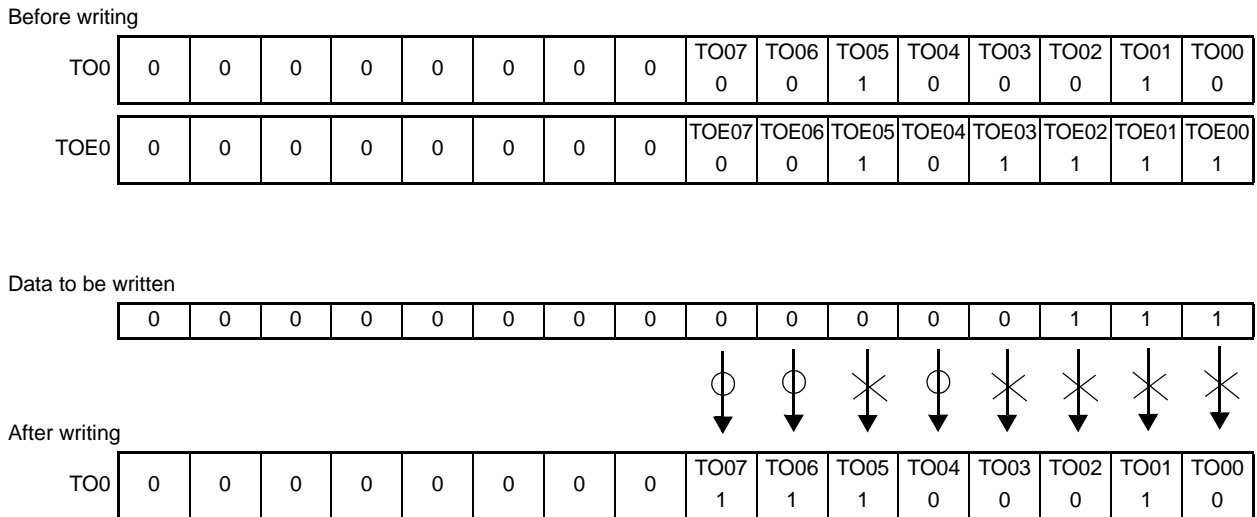 Before writing
TO0 0 0 0 0 0 0 0 0 TO07 TO06 TO05 TO04 TO03 TO02 TO01 TO00
0 0 1 0 0 0 1 0
TOE0 0 0 0 0 0 0 0 0 TOE07 TOE06 TOE05 TOE04 TOE03 TOE02 TOE01 TOE00
0 0 1 0 1 1 1 1
Data to be written
0 0 0 0 0 0 0 0 0 0 0 0 0 1 1 1
After writing
TO0 0 0 0 0 0 0 0 0 TO07 TO06 TO05 TO04 TO03 TO02 TO01 TO00
1 1 1 0 0 0 1 0